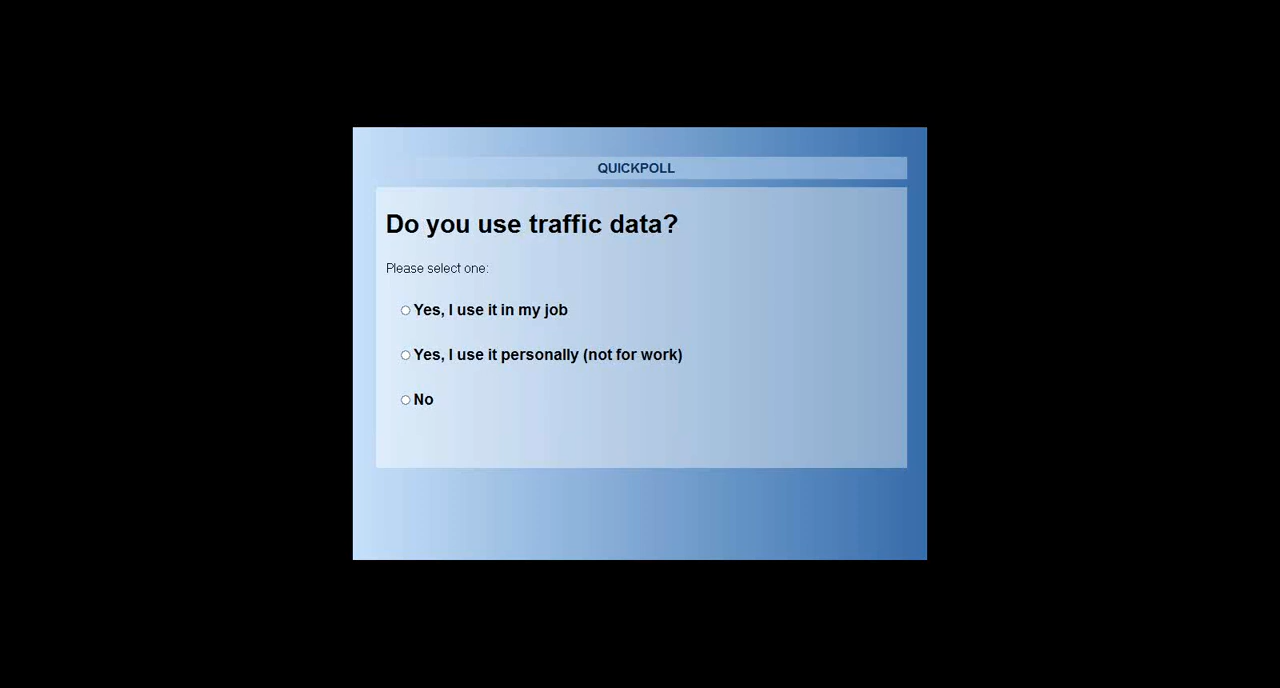 QUICKPOLL
Do you use traffic data?
Please select one:
Yes, I use it in my job
Yes, I use it personally (not for work)
No